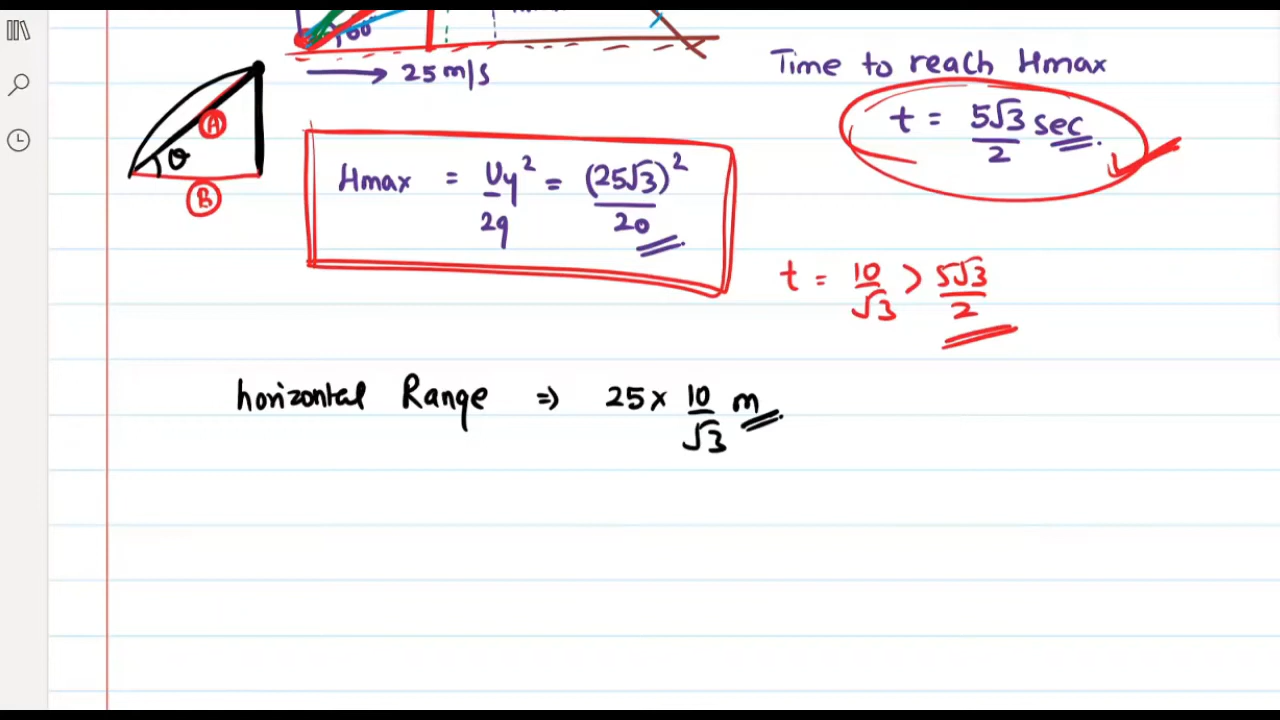 60°
25 m/s
Time to reach Hmax
t = 5√3/2 sec.
A
θ
B
Hmax = Uy²/2g = (25√3)²/20
t = 10/√3 > 5√3/2
horizontal Range ⇒ 25 × 10/√3 m